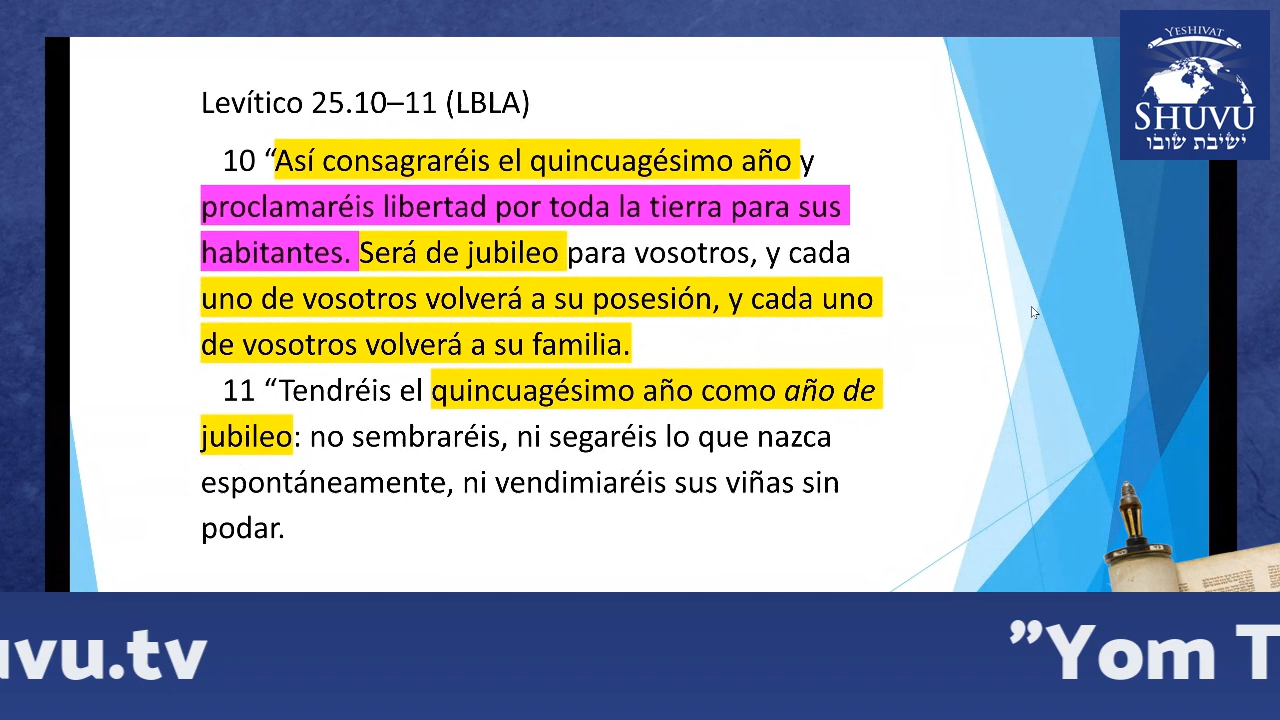 YESHIVAT
SHUVU
ישיבת שובו
Levítico 25.10–11 (LBLA)
10 “Así consagraréis el quincuagésimo año y
proclamaréis libertad por toda la tierra para sus
habitantes. Será de jubileo para vosotros, y cada
uno de vosotros volverá a su posesión, y cada uno
de vosotros volverá a su familia.
11 “Tendréis el quincuagésimo año como año de
jubileo: no sembraréis, ni segaréis lo que nazca
espontáneamente, ni vendimiaréis sus viñas sin
podar.
uvu.tv
”Yom T